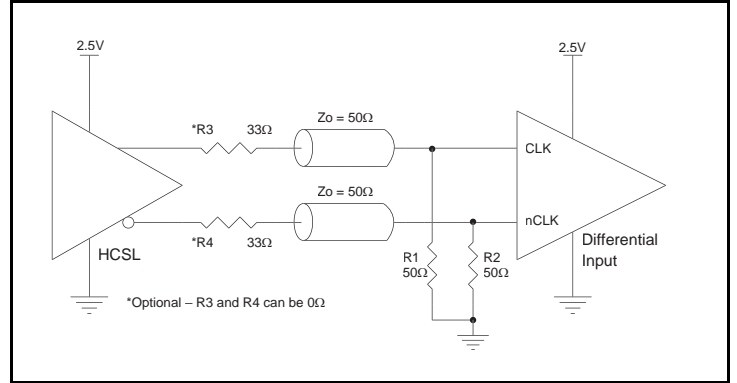 2.5V
2.5V
*R3 33Ω
Zo = 50Ω
CLK
Zo = 50Ω
nCLK
*R4 33Ω
HCSL
R1
50Ω
R2
50Ω
Differential
Input
*Optional – R3 and R4 can be 0Ω